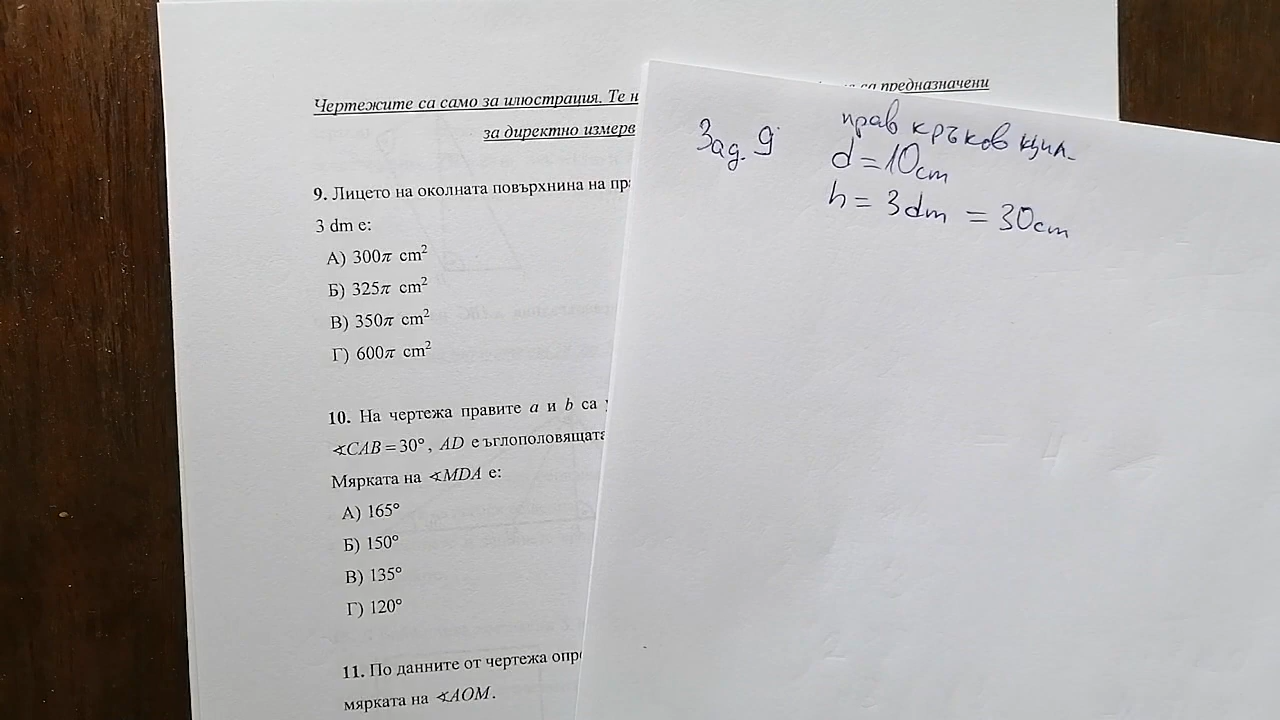 Чертежите са само за илюстрация. Те са предназначени
за директно
9. Лицето на околната повърхнина на
3 dm е:
А) 300π cm²
Б) 325π cm²
В) 350π cm²
Г) 600π cm²
10. На чертежа правите a и b са
∢CAB = 30°, AD е ъглополовящата
Мярката на ∢MDA е:
А) 165°
Б) 150°
В) 135°
Г) 120°
11. По данните от чертежа
мярката на ∢AOM.
Зад. 9
прав кръгов цил.
d = 10cm
h = 3dm = 30cm